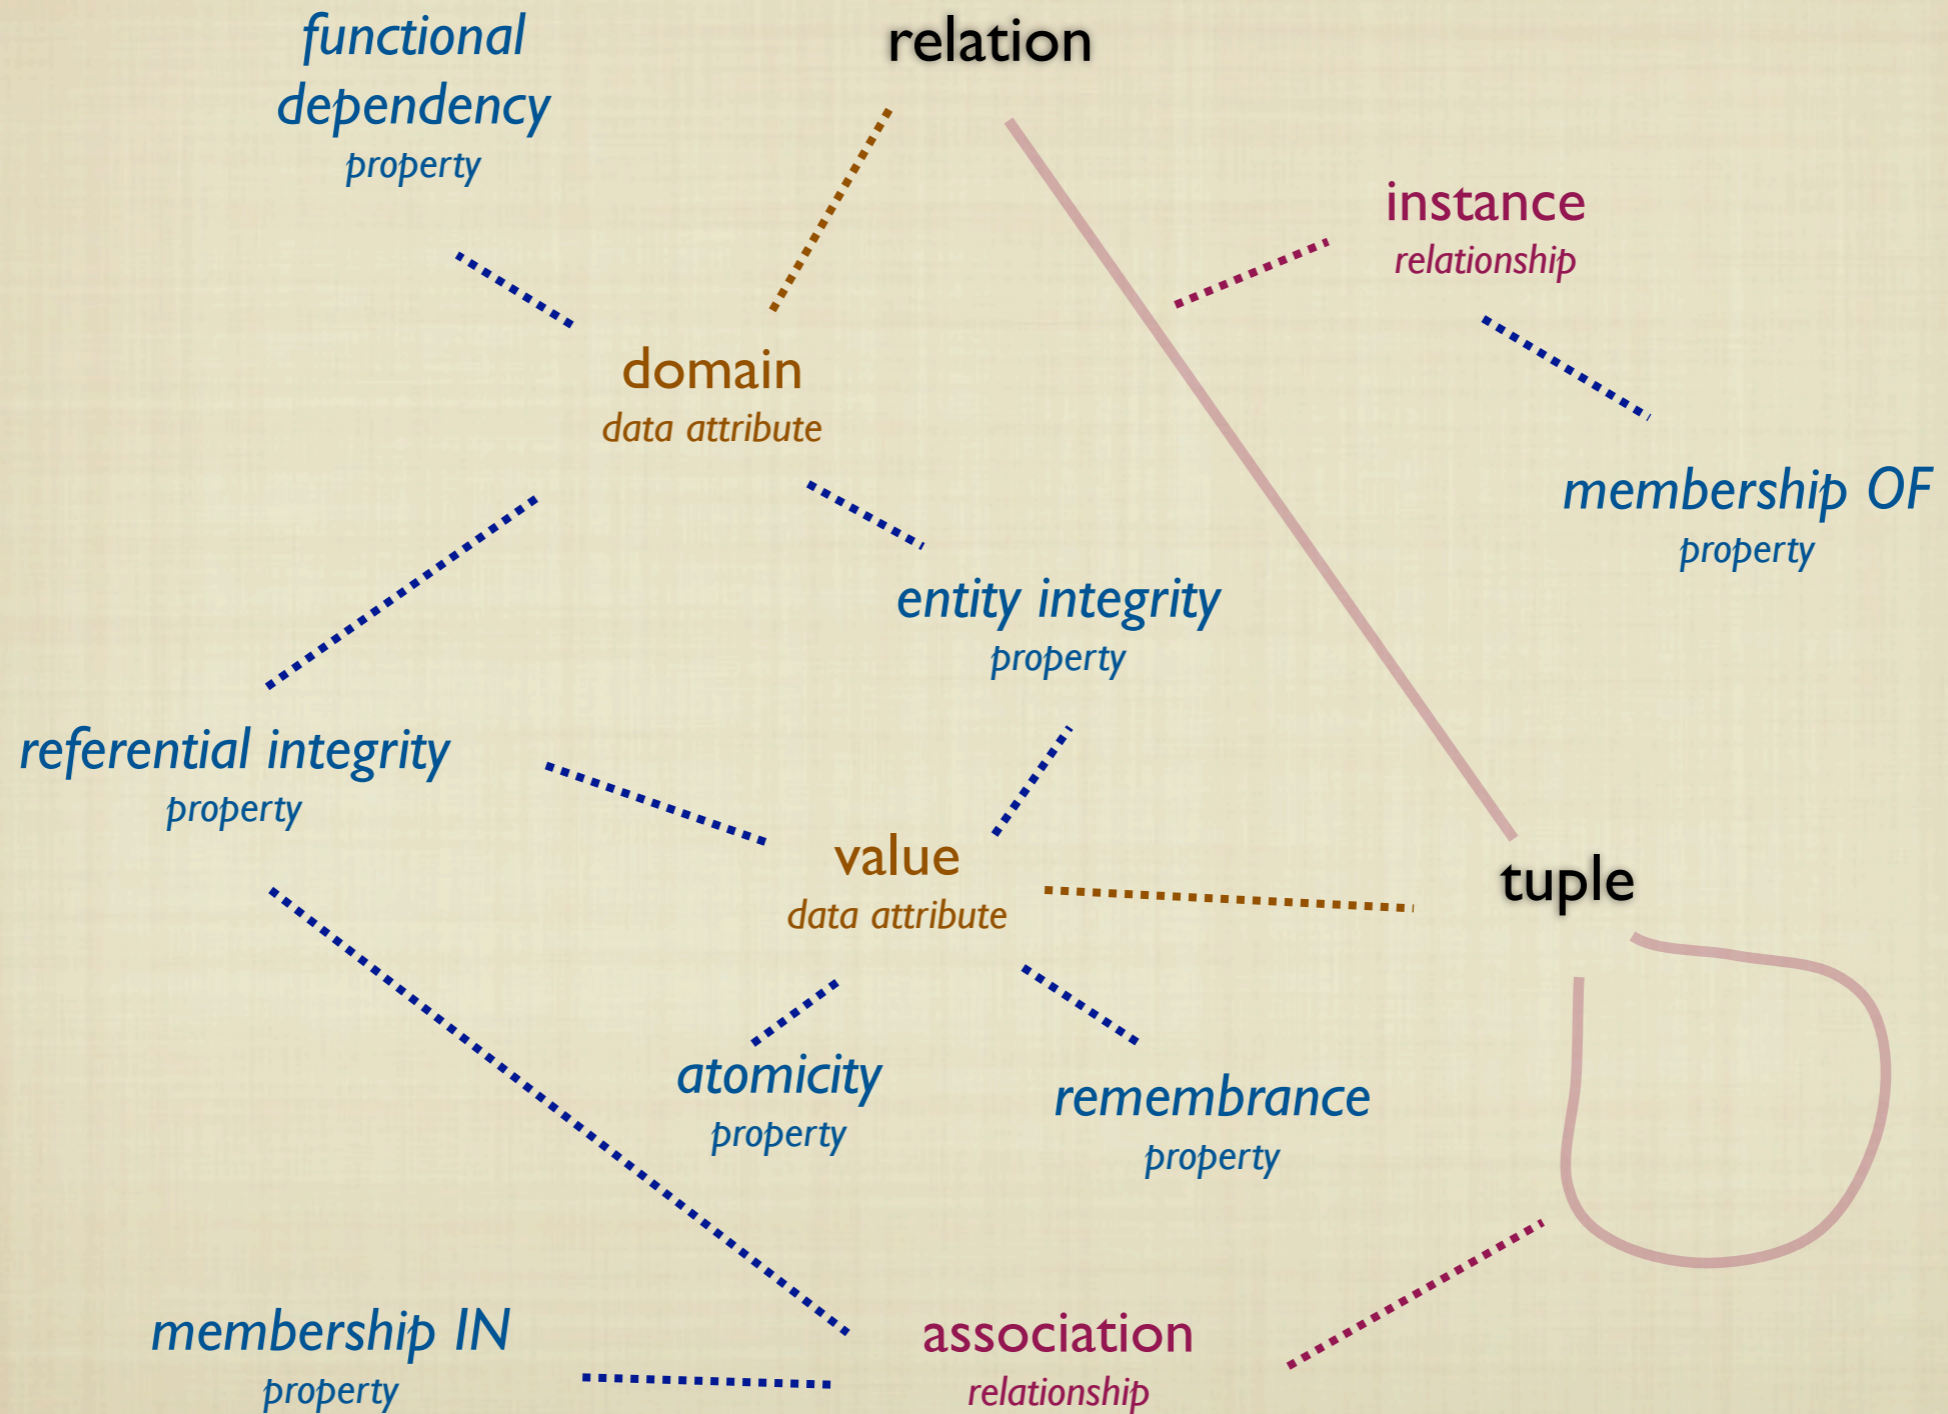 functional
dependency
property
relation
instance
relationship
domain
data attribute
membership OF
property
entity integrity
property
referential integrity
property
value
data attribute
tuple
atomicity
property
remembrance
property
membership IN
property
association
relationship